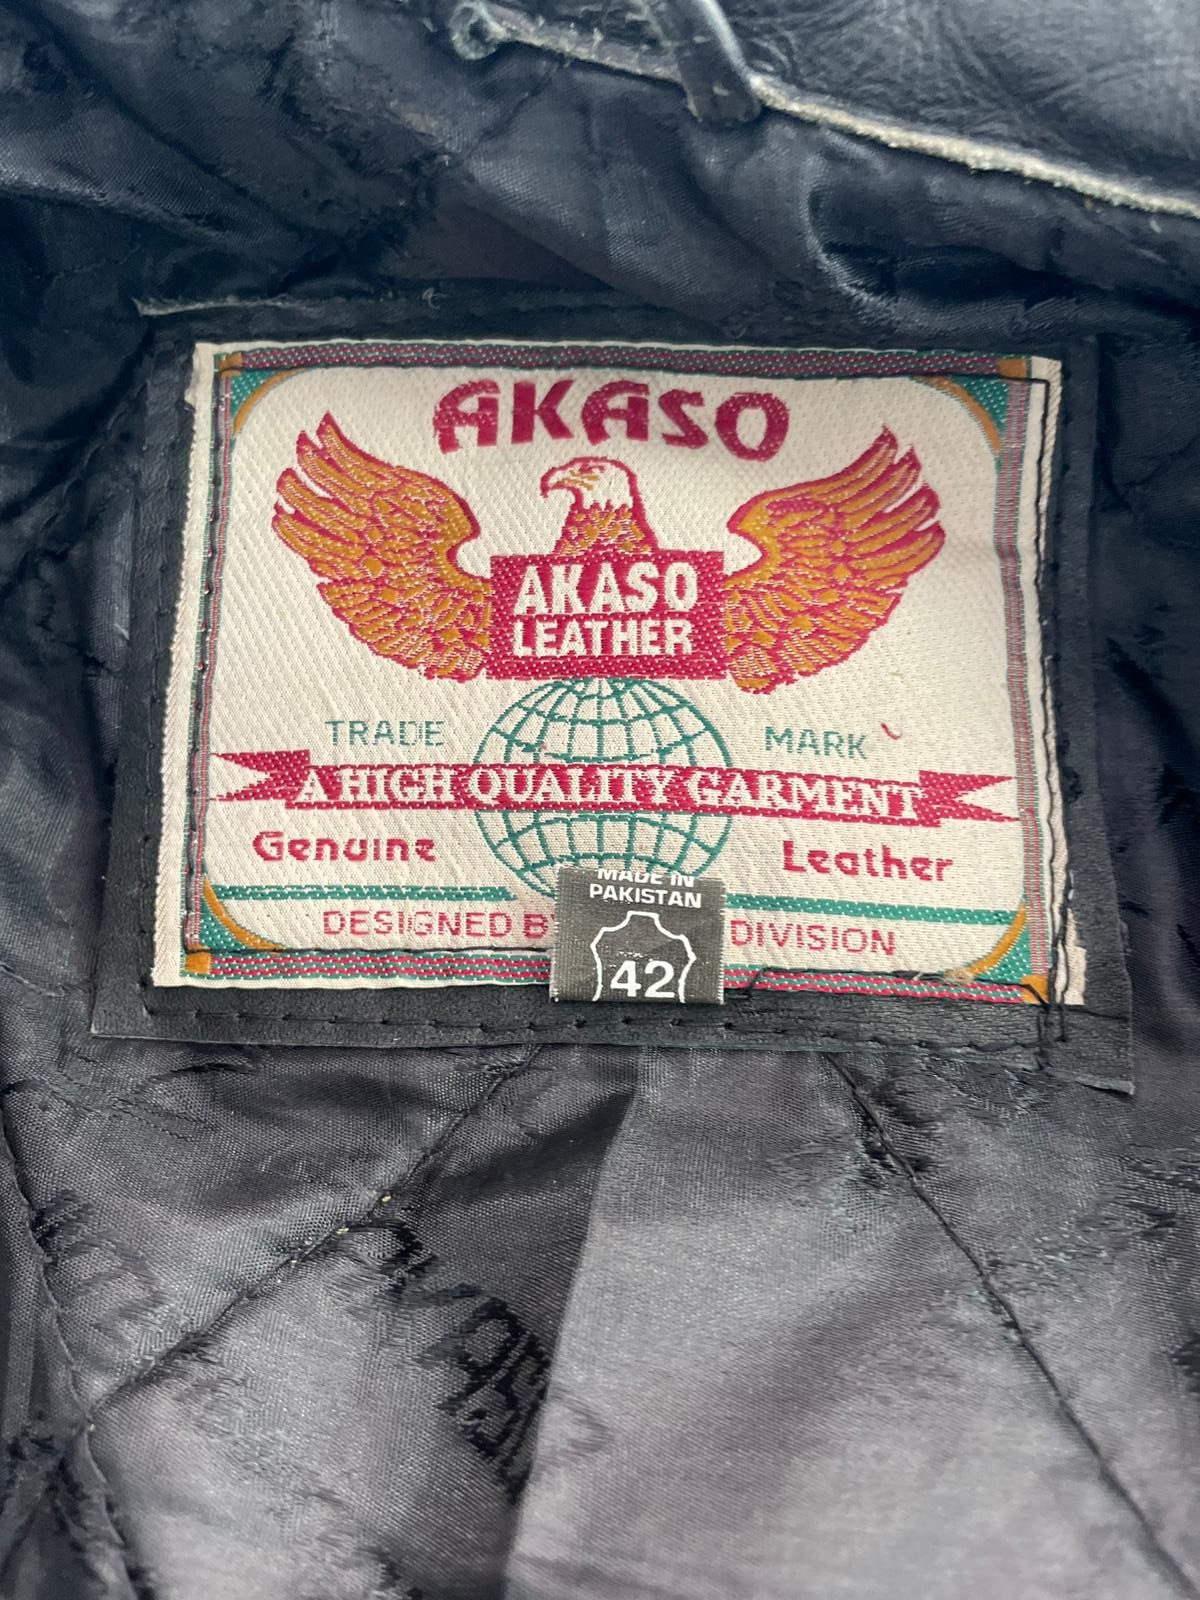 AKASO
AKASO
LEATHER
TRADE MARK
A HIGH QUALITY GARMENT
Genuine Leather
MADE IN
PAKISTAN
DESIGNED BY DIVISION
42